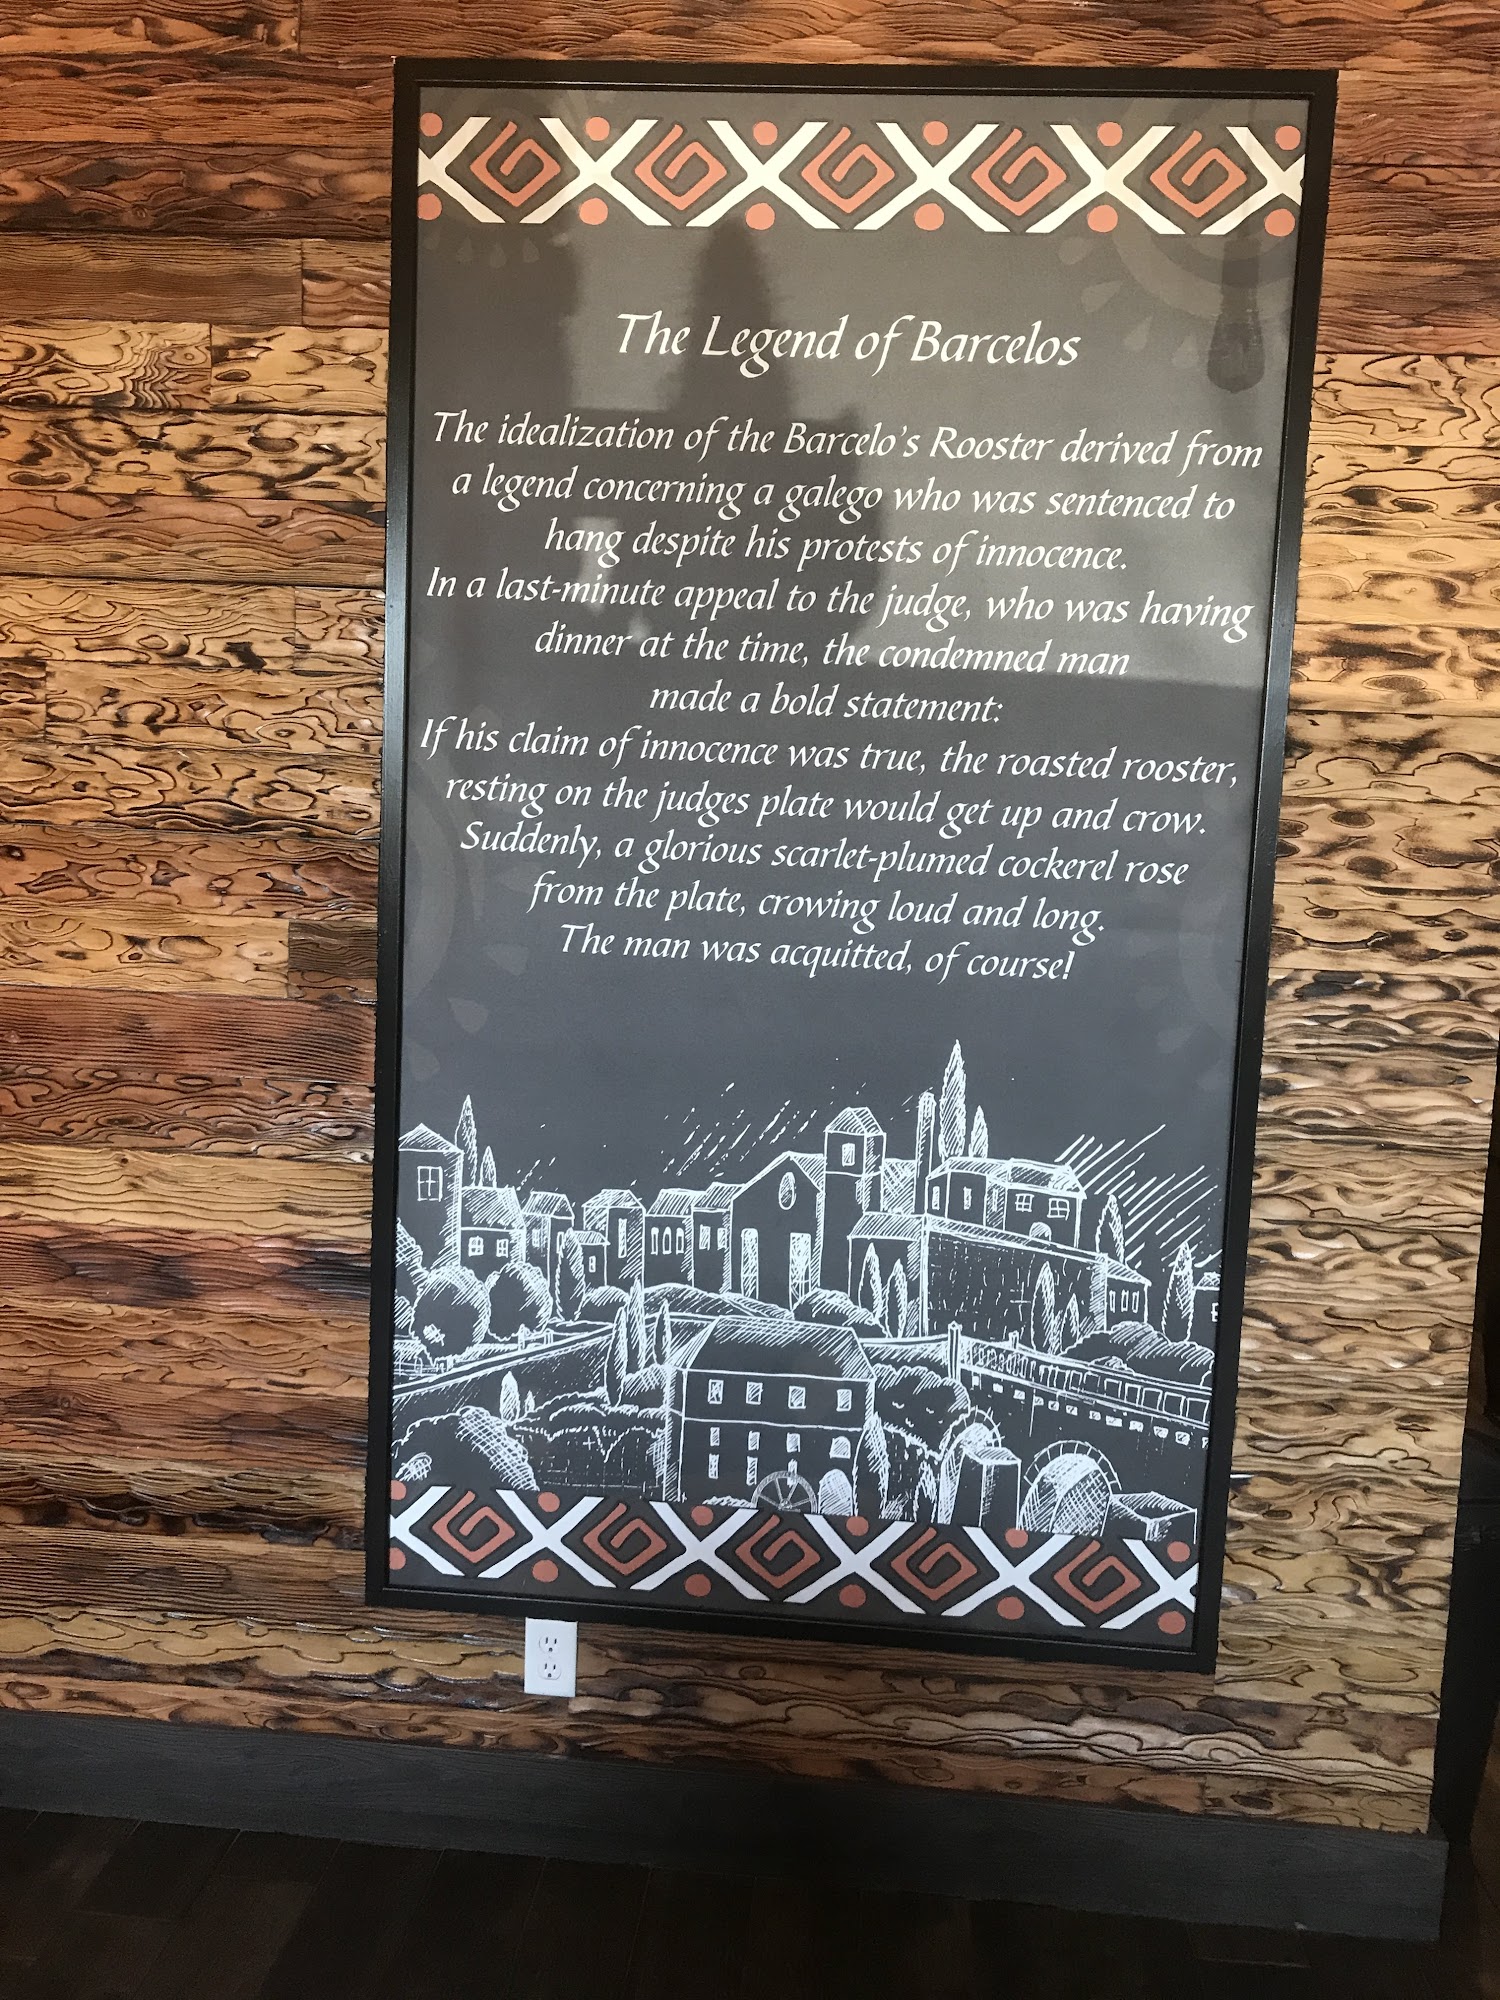 The Legend of Barcelos
The idealization of the Barcelo's Rooster derived from
a legend concerning a galego who was sentenced to
hang despite his protests of innocence.
In a last-minute appeal to the judge, who was having
dinner at the time, the condemned man
made a bold statement:
If his claim of innocence was true, the roasted rooster,
resting on the judges plate would get up and crow.
Suddenly, a glorious scarlet-plumed cockerel rose
from the plate, crowing loud and long.
The man was acquitted, of course!